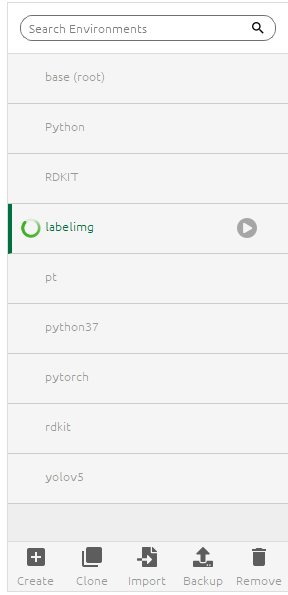 Search Environments
base (root)
Python
RDKIT
labelimg
pt
python37
pytorch
rdkit
yolov5
Create Clone Import Backup Remove